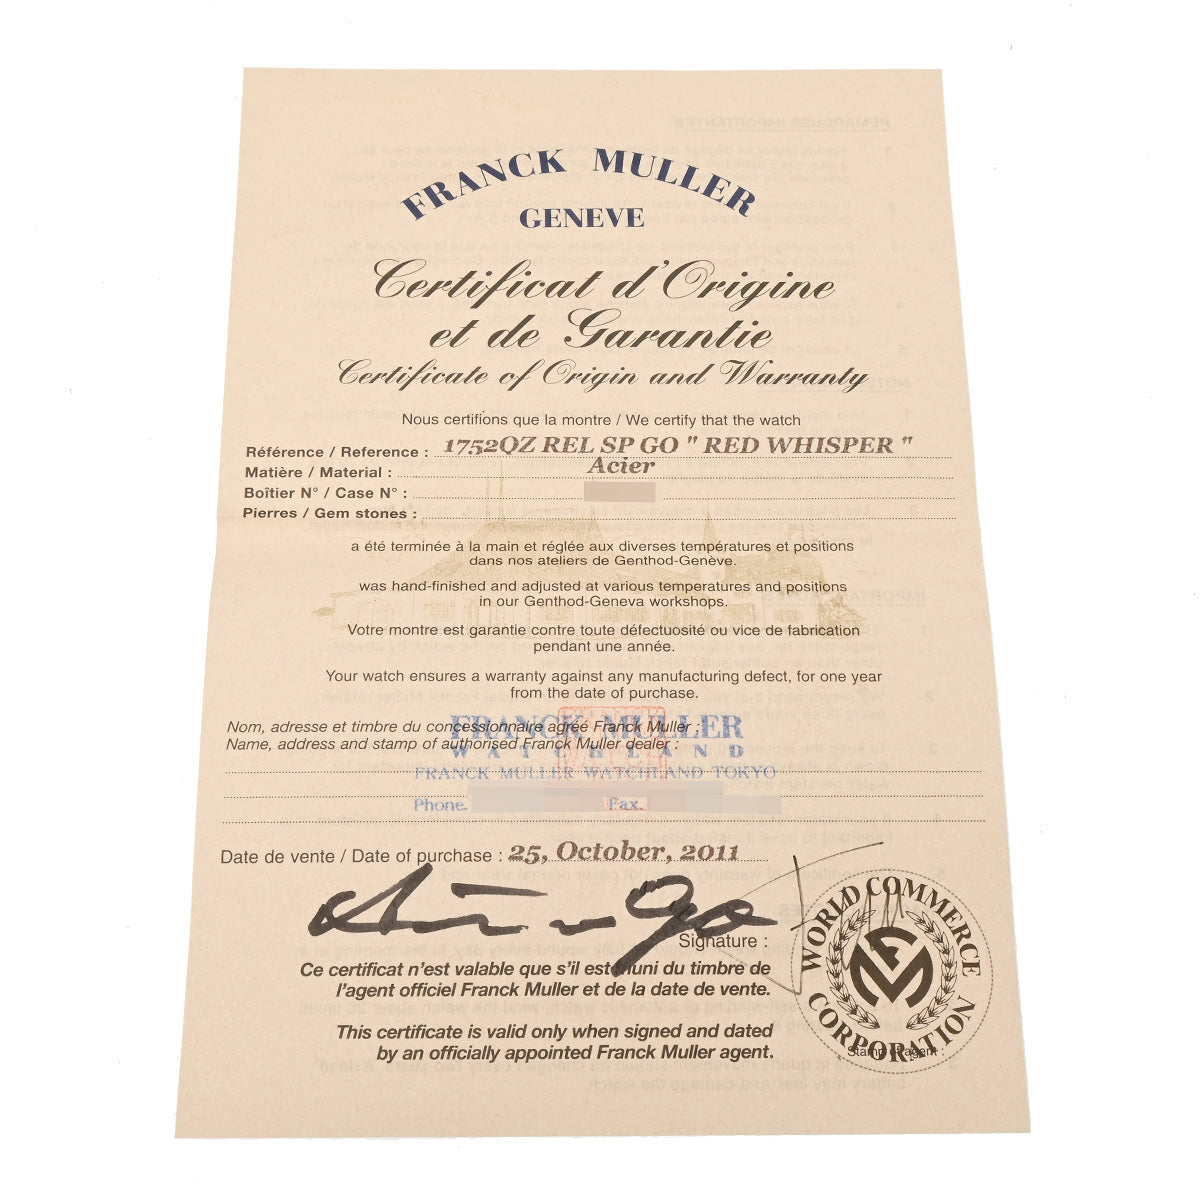 FRANCK MULLER
GENEVE
Certificat d'Origine
et de Garantie
Certificate of Origin and Warranty
Nous certifions que la montre / We certify that the watch
Référence / Reference : 1752QZ REL SP GO " RED WHISPER "
Matière / Material : Acier
Boîtier N° / Case N° :
Pierres / Gem stones :
a été terminée à la main et réglée aux diverses températures et positions
dans nos ateliers de Genthod-Genève.
was hand-finished and adjusted at various temperatures and positions
in our Genthod-Geneva workshops.
Votre montre est garantie contre toute défectuosité ou vice de fabrication
pendant une année.
Your watch ensures a warranty against any manufacturing defect, for one year
from the date of purchase.
Nom, adresse et timbre du concessionnaire agréé Franck Muller :
Name, address and stamp of authorised Franck Muller dealer :
FRANCK MULLER
WATCHLAND
FRANCK MULLER WATCHLAND TOKYO
Phone. Fax.
Date de vente / Date of purchase : 25, October, 2011
Signature :
Ce certificat n'est valable que s'il est muni du timbre de
l'agent officiel Franck Muller et de la date de vente.
This certificate is valid only when signed and dated
by an officially appointed Franck Muller agent.
WORLD COMMERCE
FM
CORPORATION
Stamp of agent :